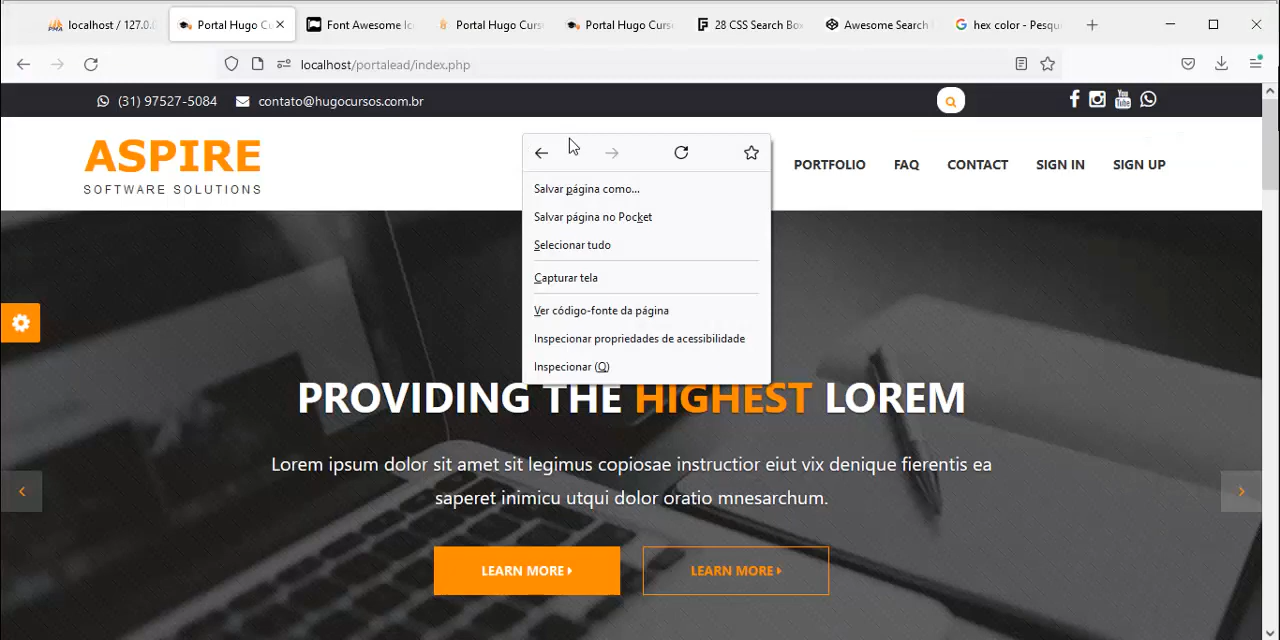 localhost / 127.0.
Portal Hugo Cu
Font Awesome Ic
Portal Hugo Curs
Portal Hugo Curs
28 CSS Search Box
Awesome Search
hex color - Pesqu
localhost/portalead/index.php
(31) 97527-5084
contato@hugocursos.com.br
ASPIRE
SOFTWARE SOLUTIONS
PORTFOLIO
FAQ
CONTACT
SIGN IN
SIGN UP
Salvar página como...
Salvar página no Pocket
Selecionar tudo
Capturar tela
Ver código-fonte da página
Inspecionar propriedades de acessibilidade
Inspecionar (Q)
PROVIDING THE HIGHEST LOREM
Lorem ipsum dolor sit amet sit legimus copiosae instructior eiut vix denique fierentis ea
saperet inimicu utqui dolor oratio mnesarchum.
LEARN MORE
LEARN MORE